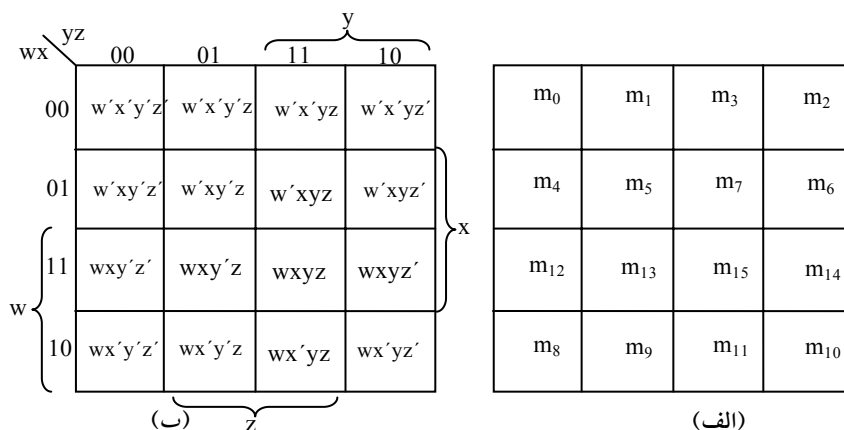 yz
wx
y
00 01 11 10
00 w´x´y´z´ w´x´y´z w´x´yz w´x´yz´
01 w´xy´z´ w´xy´z w´xyz w´xyz´
x
11 wxy´z´ wxy´z wxyz wxyz´
w
10 wx´y´z´ wx´y´z wx´yz wx´yz´
z
(ب)
m0 m1 m3 m2
m4 m5 m7 m6
m12 m13 m15 m14
m8 m9 m11 m10
(الف)